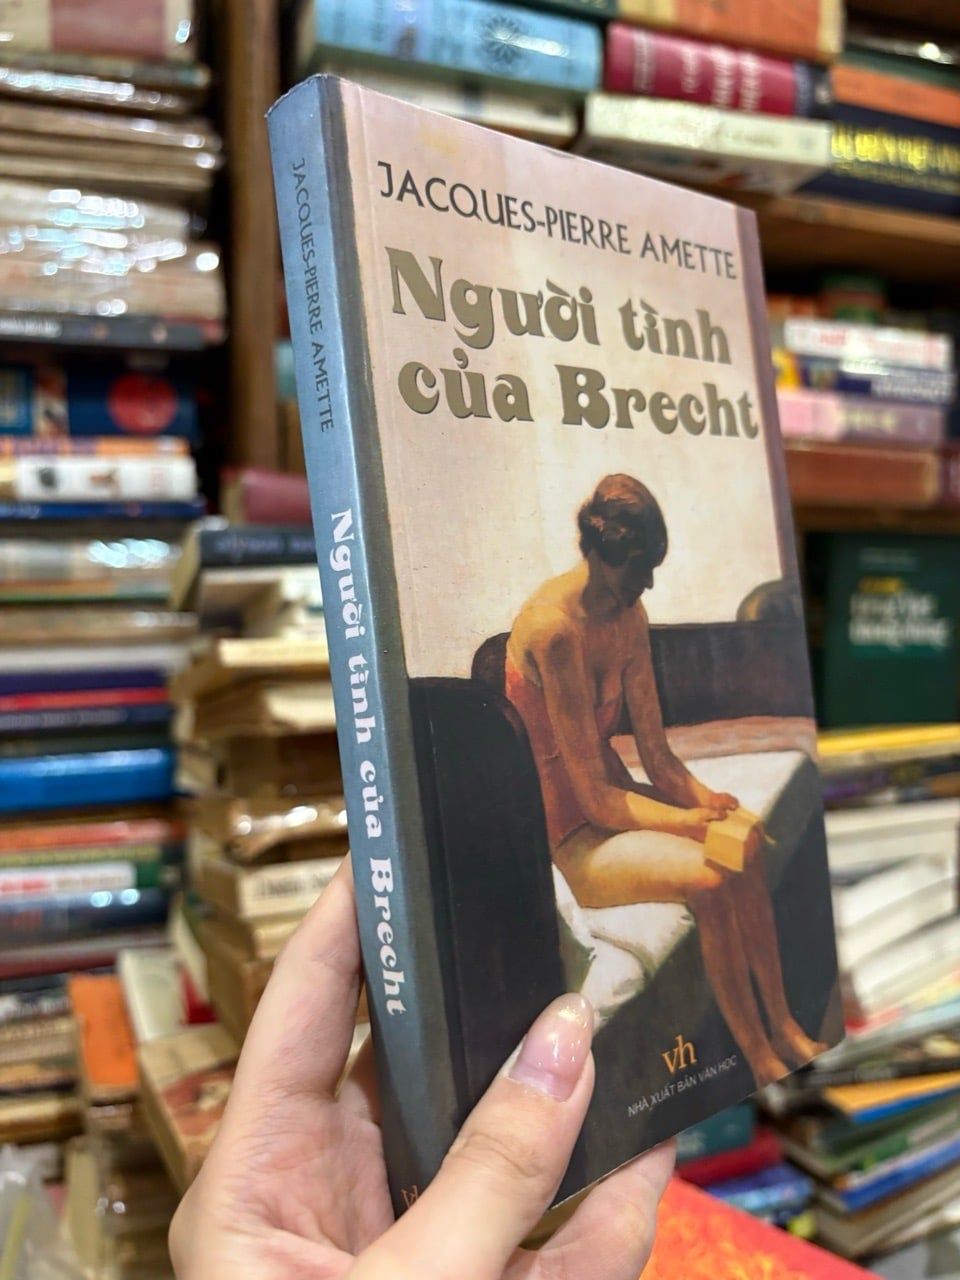 JACQUES-PIERRE AMETTE
Người tình
của Brecht
vh
NHÀ XUẤT BẢN VĂN HỌC
JACQUES-PIERRE AMETTE
Người tình của Brecht
vh